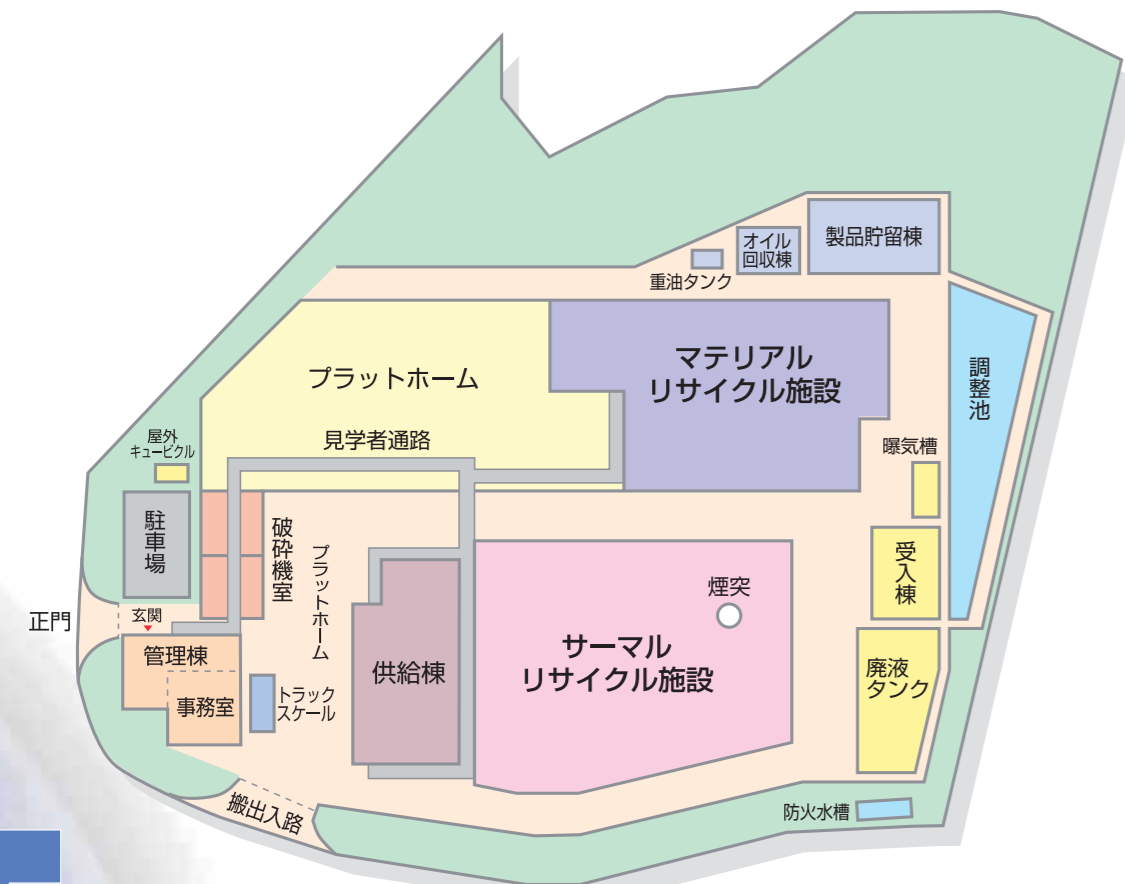 オイル
回収棟
製品貯留棟
重油タンク
マテリアル
リサイクル施設
プラットホーム
調整池
見学者通路
屋外
キュービクル
曝気槽
駐車場
破砕機室
プラットホーム
受入棟
煙突
正門
玄関
管理棟
サーマル
リサイクル施設
供給棟
廃液
タンク
事務室
トラック
スケール
搬出入路
防火水槽